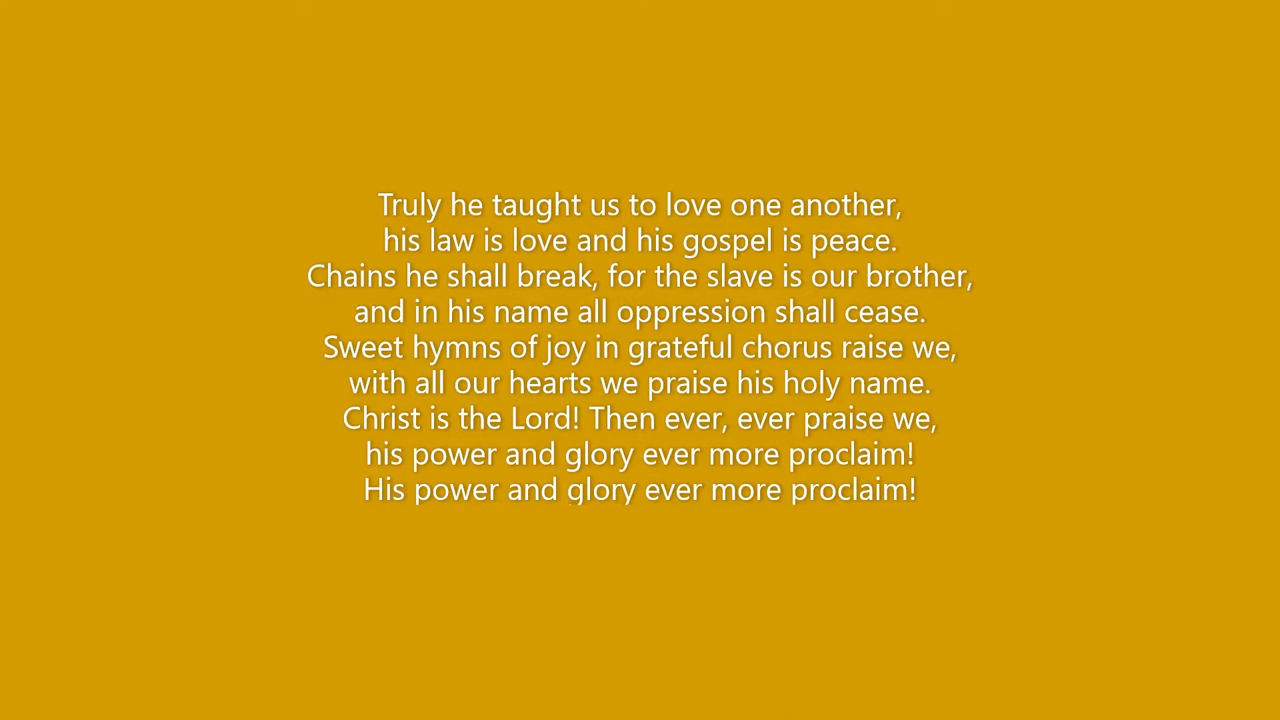 Truly he taught us to love one another,
his law is love and his gospel is peace.
Chains he shall break, for the slave is our brother,
and in his name all oppression shall cease.
Sweet hymns of joy in grateful chorus raise we,
with all our hearts we praise his holy name.
Christ is the Lord! Then ever, ever praise we,
his power and glory ever more proclaim!
His power and glory ever more proclaim!